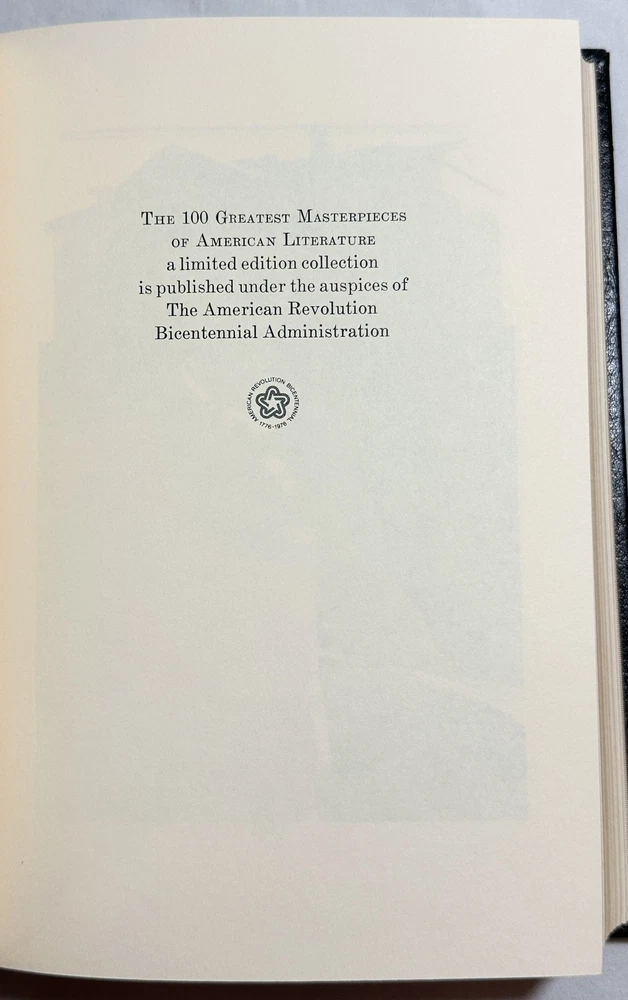 The 100 Greatest Masterpieces
of American Literature
a limited edition collection
is published under the auspices of
The American Revolution
Bicentennial Administration
AMERICAN REVOLUTION BICENTENNIAL
1776-1976